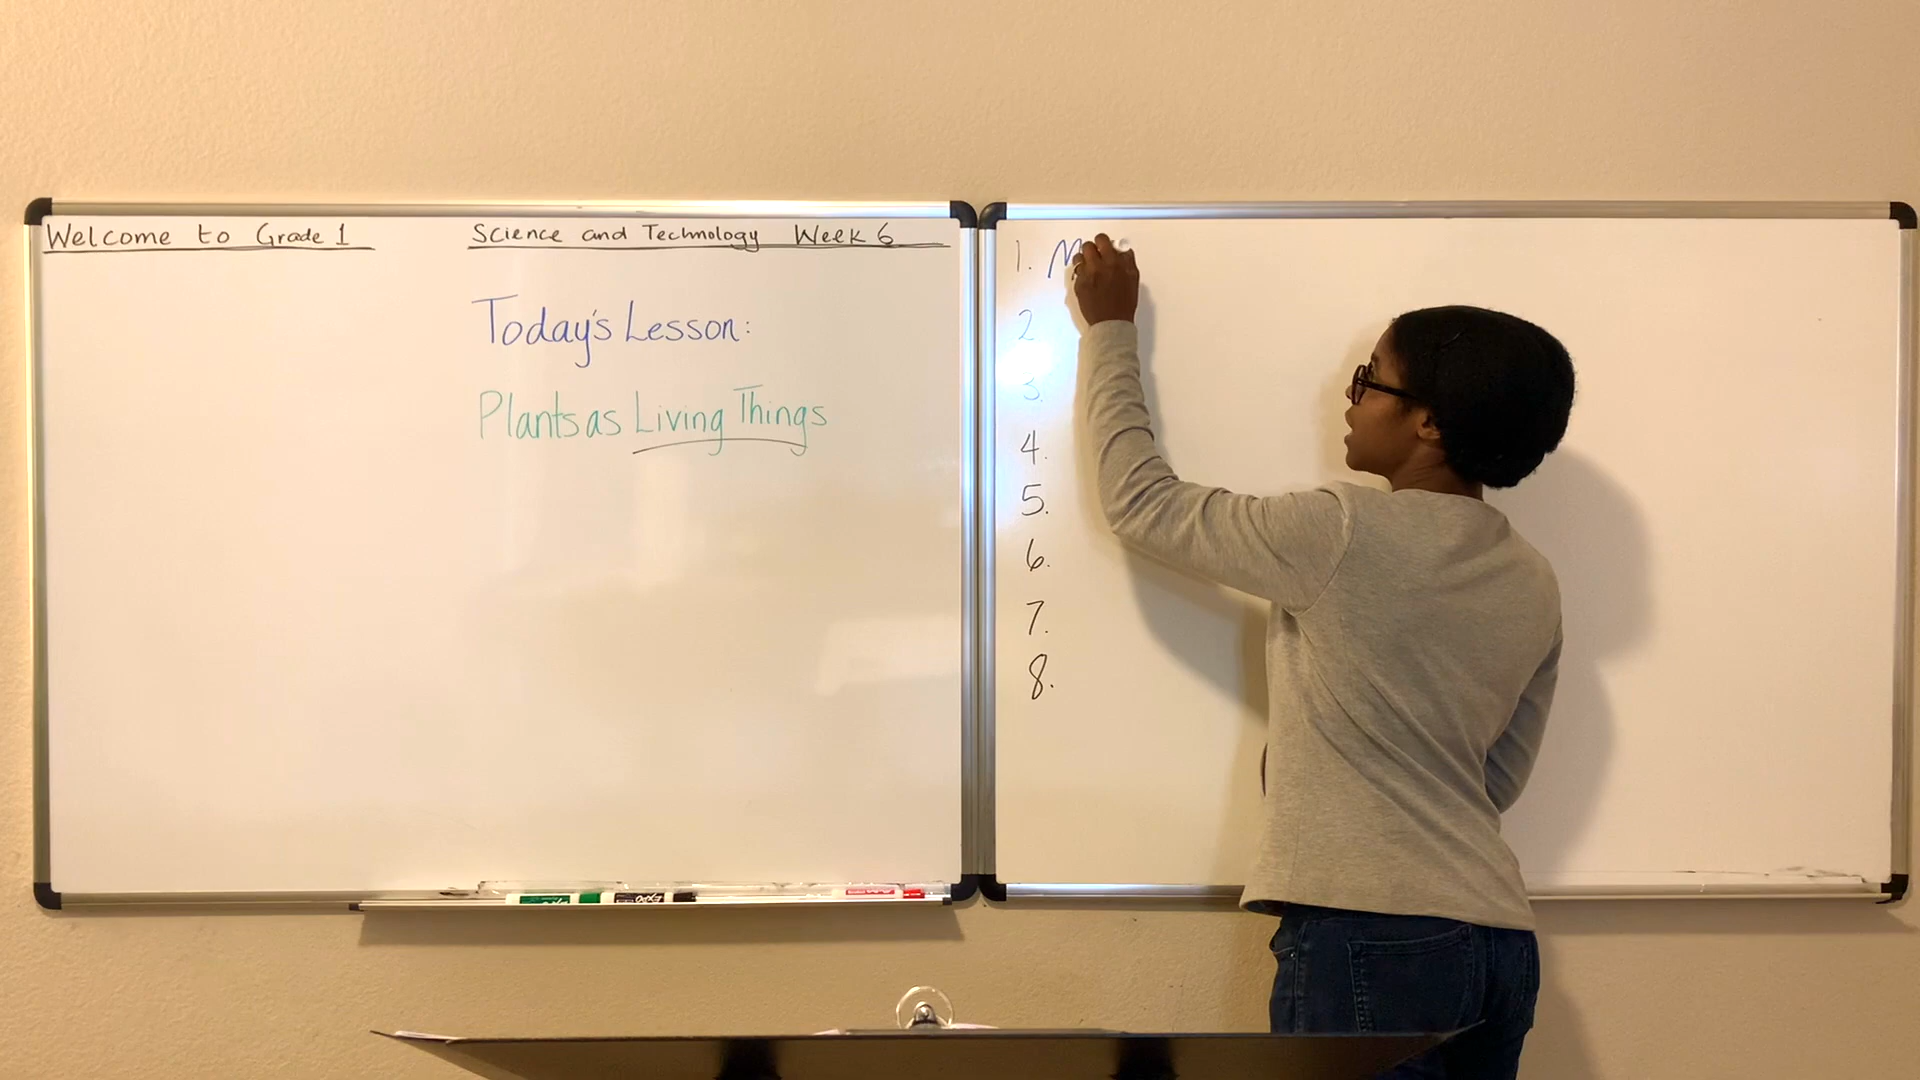 Welcome to Grade 1
Science and Technology Week 6
Today's Lesson:
Plants as Living Things
1. M
2
3.
4.
5.
6.
7.
8.
EXPO